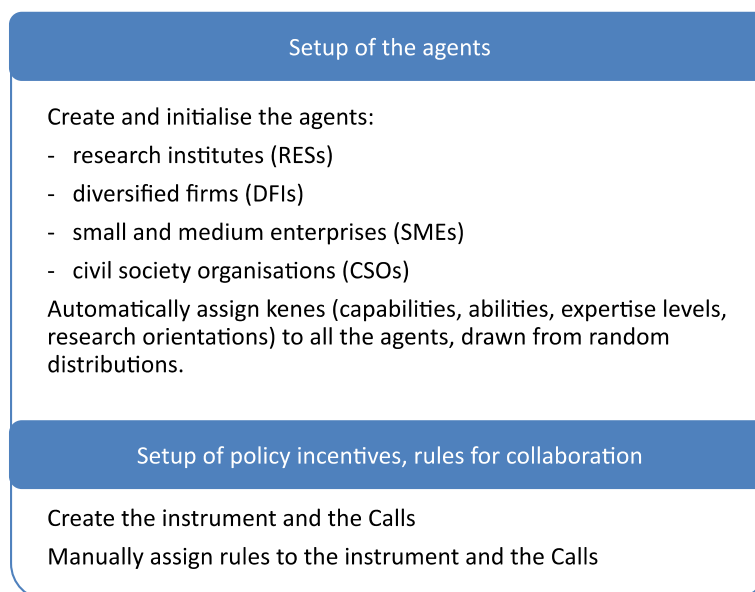 Setup of the agents
Create and initialise the agents:
- research institutes (RESs)
- diversified firms (DFIs)
- small and medium enterprises (SMEs)
- civil society organisations (CSOs)
Automatically assign kenes (capabilities, abilities, expertise levels,
research orientations) to all the agents, drawn from random
distributions.
Setup of policy incentives, rules for collaboration
Create the instrument and the Calls
Manually assign rules to the instrument and the Calls